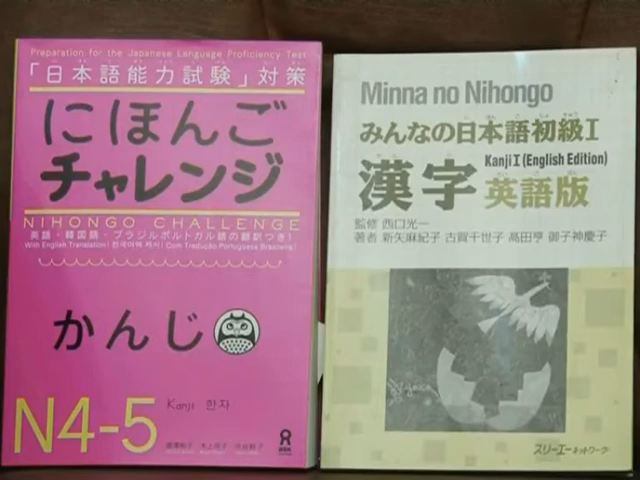 Preparation for the Japanese Language Proficiency Test
「日本語能力試験」対策
にほんご
チャレンジ
NIHONGO CHALLENGE
英語・韓国語・ブラジルポルトガル語の翻訳つき!
With English Translation!
かんじ
Kanji 한자
N4-5
Minna no Nihongo
みんなの日本語初級I
漢字 Kanji I (English Edition)
英語版
監修 西口光一
著者 新矢麻紀子 古賀千世子 髙田亨 御子神慶子
スリーエーネットワーク